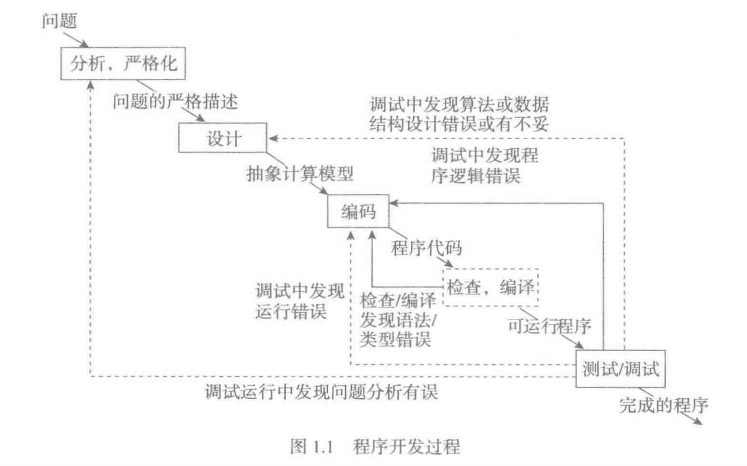 问题
分析，严格化
问题的严格描述
调试中发现算法或数据
结构设计错误或有不妥
设计
调试中发现程
序逻辑错误
抽象计算模型
编码
程序代码
调试中发现
运行错误
检查/编译
发现语法/
类型错误
检查，编译
可运行程序
测试/调试
调试运行中发现问题分析有误
完成的程序
图 1.1 程序开发过程